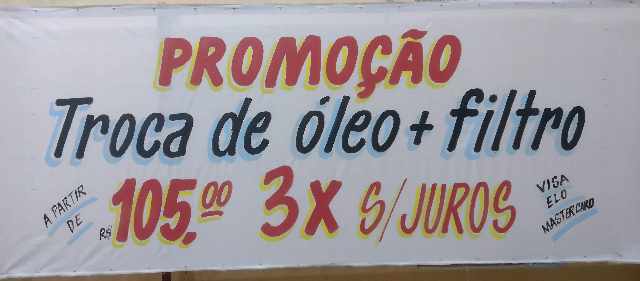 PROMOÇÃO
Troca de óleo + filtro
A PARTIR
DE
R$ 105.00 3X S/JUROS
VISA
ELO
MASTERCARD